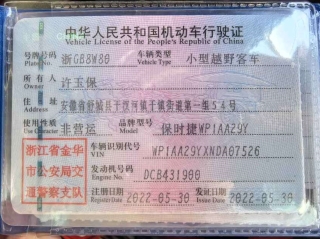 中华人民共和国机动车行驶证
Vehicle License of the People's Republic of China
号牌号码 浙GB8W80 车辆类型 小型越野客车
Plate No. Vehicle Type
所有人 许玉保
Owner
住址 安徽省舒城县干汊河镇干镇街道第一组54号
Address
使用性质 非营运 品牌型号 保时捷WP1AA29Y
Use Character Model
浙江省金华市公安局交通警察支队
车辆识别代号 WP1AA29YXNDA07526
VIN
发动机号码 DCB431900
Engine No.
注册日期 2022-05-30 发证日期 2022-05-30
Register Date Issue Date